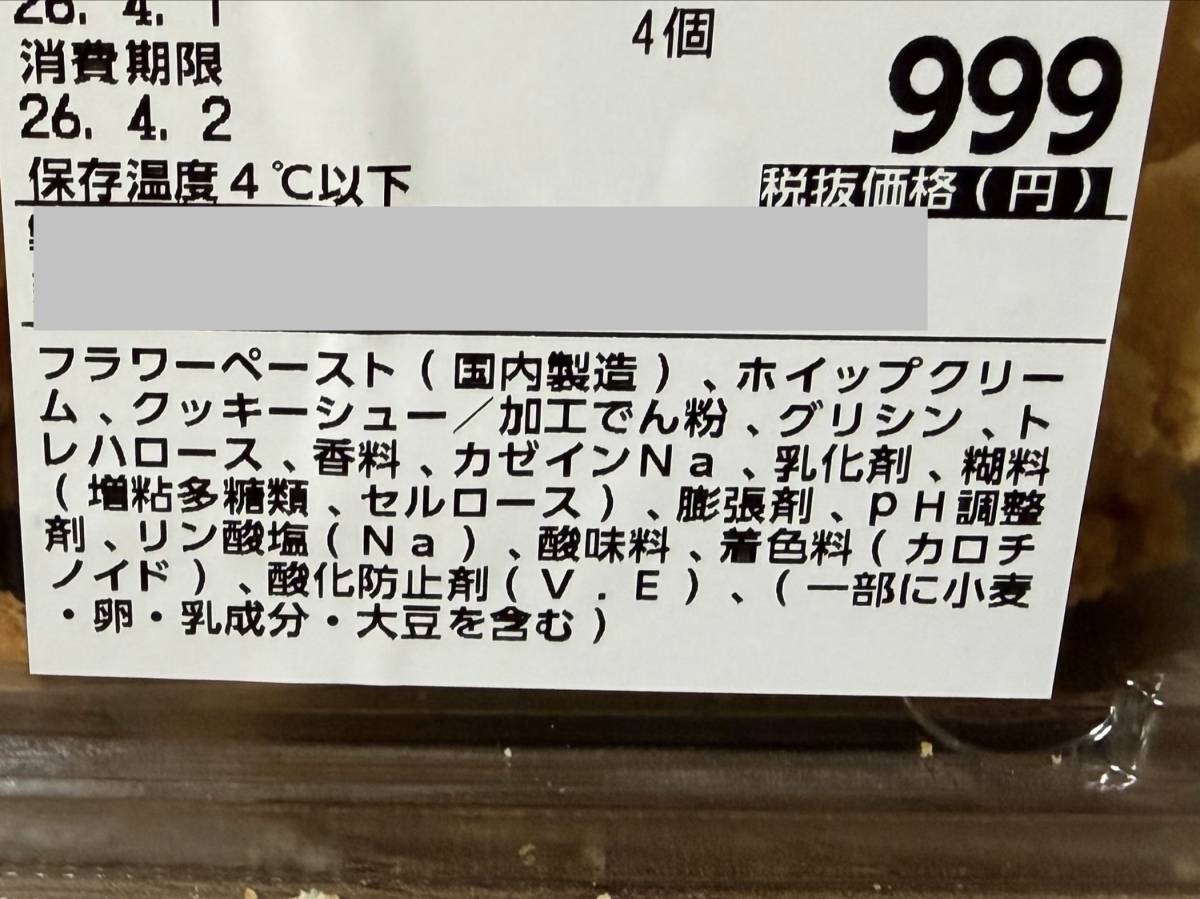 26. 4. 1
消費期限
26. 4. 2
4個
999
保存温度4℃以下
税抜価格(円)
フラワーペースト(国内製造)、ホイップクリー
ム、クッキーシュー/加工でん粉、グリシン、ト
レハロース、香料、カゼインNa、乳化剤、糊料
(増粘多糖類、セルロース)、膨張剤、pH調整
剤、リン酸塩(Na)、酸味料、着色料(カロチ
ノイド)、酸化防止剤(V.E)、(一部に小麦
・卵・乳成分・大豆を含む)